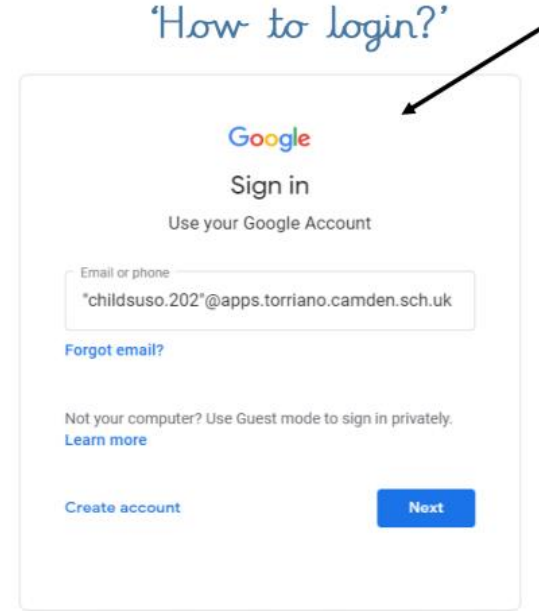 ‘How to login?’
Google
Sign in
Use your Google Account
Email or phone
"childsuso.202"@apps.torriano.camden.sch.uk
Forgot email?
Not your computer? Use Guest mode to sign in privately.
Learn more
Create account
Next